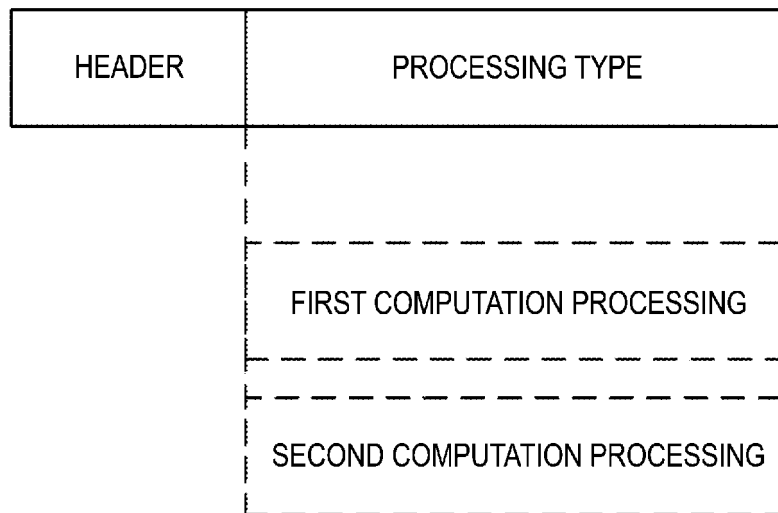 HEADER PROCESSING TYPE
FIRST COMPUTATION PROCESSING
SECOND COMPUTATION PROCESSING